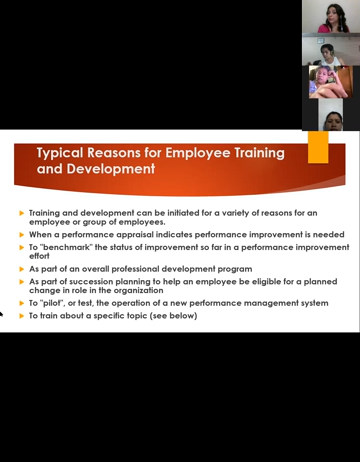 Typical Reasons for Employee Training
and Development
Training and development can be initiated for a variety of reasons for an
employee or group of employees.
When a performance appraisal indicates performance improvement is needed
To "benchmark" the status of improvement so far in a performance improvement
effort
As part of an overall professional development program
As part of succession planning to help an employee be eligible for a planned
change in role in the organization
To "pilot", or test, the operation of a new performance management system
To train about a specific topic (see below)